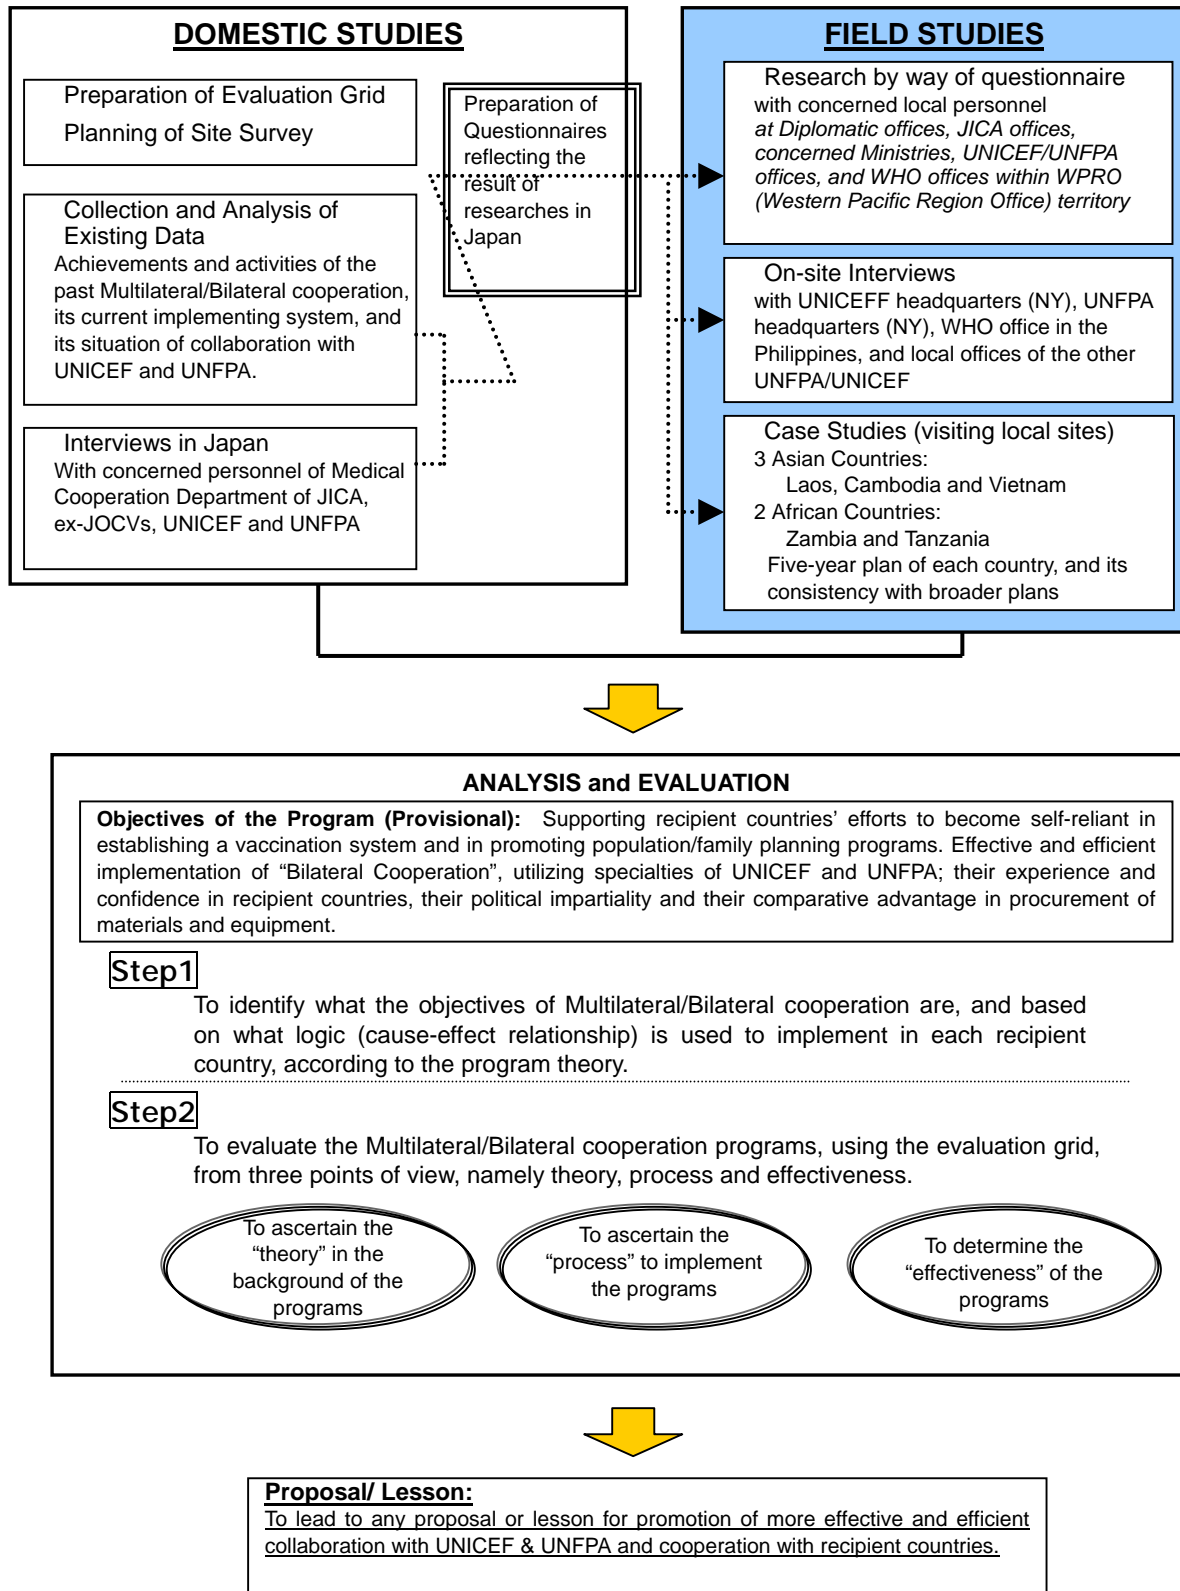 DOMESTIC STUDIES
Preparation of Evaluation Grid
Planning of Site Survey
Collection and Analysis of
Existing Data
Achievements and activities of the
past Multilateral/Bilateral cooperation,
its current implementing system, and
its situation of collaboration with
UNICEF and UNFPA.
Interviews in Japan
With concerned personnel of Medical
Cooperation Department of JICA,
ex-JOCVs, UNICEF and UNFPA
Preparation of
Questionnaires
reflecting the
result of
researches in
Japan
FIELD STUDIES
Research by way of questionnaire
with concerned local personnel
at Diplomatic offices, JICA offices,
concerned Ministries, UNICEF/UNFPA
offices, and WHO offices within WPRO
(Western Pacific Region Office) territory
On-site Interviews
with UNICEFF headquarters (NY), UNFPA
headquarters (NY), WHO office in the
Philippines, and local offices of the other
UNFPA/UNICEF
Case Studies (visiting local sites)
3 Asian Countries:
Laos, Cambodia and Vietnam
2 African Countries:
Zambia and Tanzania
Five-year plan of each country, and its
consistency with broader plans
ANALYSIS and EVALUATION
Objectives of the Program (Provisional): Supporting recipient countries’ efforts to become self-reliant in
establishing a vaccination system and in promoting population/family planning programs. Effective and efficient
implementation of “Bilateral Cooperation”, utilizing specialties of UNICEF and UNFPA; their experience and
confidence in recipient countries, their political impartiality and their comparative advantage in procurement of
materials and equipment.
Step1
To identify what the objectives of Multilateral/Bilateral cooperation are, and based
on what logic (cause-effect relationship) is used to implement in each recipient
country, according to the program theory.
Step2
To evaluate the Multilateral/Bilateral cooperation programs, using the evaluation grid,
from three points of view, namely theory, process and effectiveness.
To ascertain the
“theory” in the
background of the
programs
To ascertain the
“process” to implement
the programs
To determine the
“effectiveness” of the
programs
Proposal/ Lesson:
To lead to any proposal or lesson for promotion of more effective and efficient
collaboration with UNICEF & UNFPA and cooperation with recipient countries.